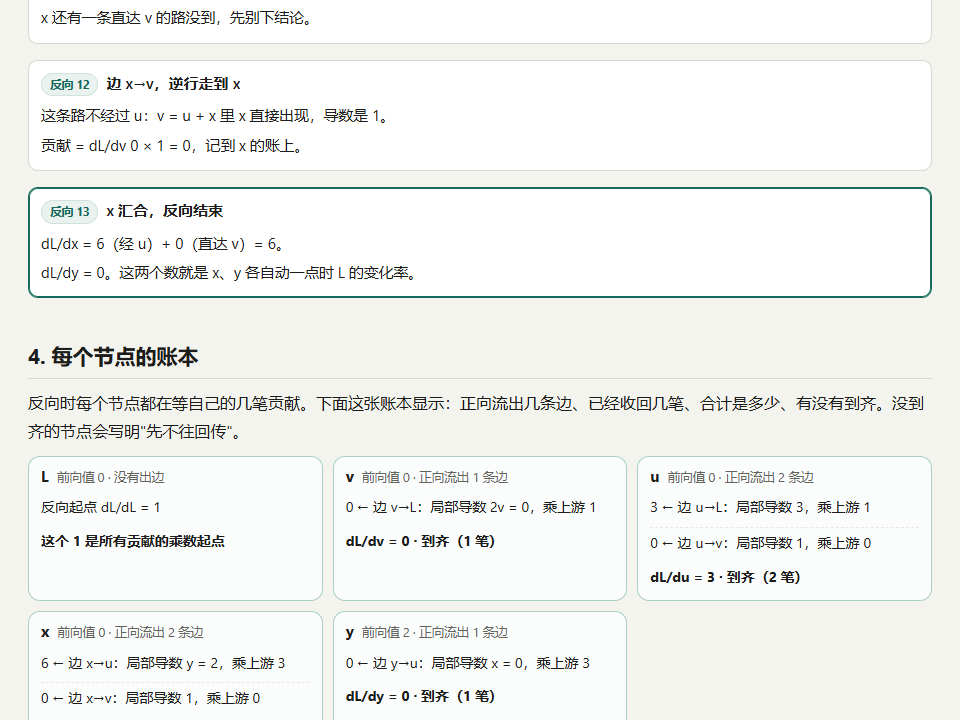 x 还有一条直达 v 的路没到，先别下结论。
反向 12 边 x→v，逆行走到 x
这条路不经过 u：v = u + x 里 x 直接出现，导数是 1。
贡献 = dL/dv 0 × 1 = 0，记到 x 的账上。
反向 13 x 汇合，反向结束
dL/dx = 6（经 u）+ 0（直达 v）= 6。
dL/dy = 0。这两个数就是 x、y 各自动一点时 L 的变化率。
4. 每个节点的账本
反向时每个节点都在等自己的几笔贡献。下面这张账本显示：正向流出几条边、已经收回几笔、合计是多少、有没有到齐。没到
齐的节点会写明"先不往回传"。
L 前向值 0 · 没有出边
反向起点 dL/dL = 1
这个 1 是所有贡献的乘数起点
v 前向值 0 · 正向流出 1 条边
0 ← 边 v→L：局部导数 2v = 0，乘上游 1
dL/dv = 0 · 到齐（1 笔）
u 前向值 0 · 正向流出 2 条边
3 ← 边 u→L：局部导数 3，乘上游 1
0 ← 边 u→v：局部导数 1，乘上游 0
dL/du = 3 · 到齐（2 笔）
x 前向值 0 · 正向流出 2 条边
6 ← 边 x→u：局部导数 y = 2，乘上游 3
0 ← 边 x→v：局部导数 1，乘上游 0
y 前向值 2 · 正向流出 1 条边
0 ← 边 y→u：局部导数 x = 0，乘上游 3
dL/dy = 0 · 到齐（1 笔）